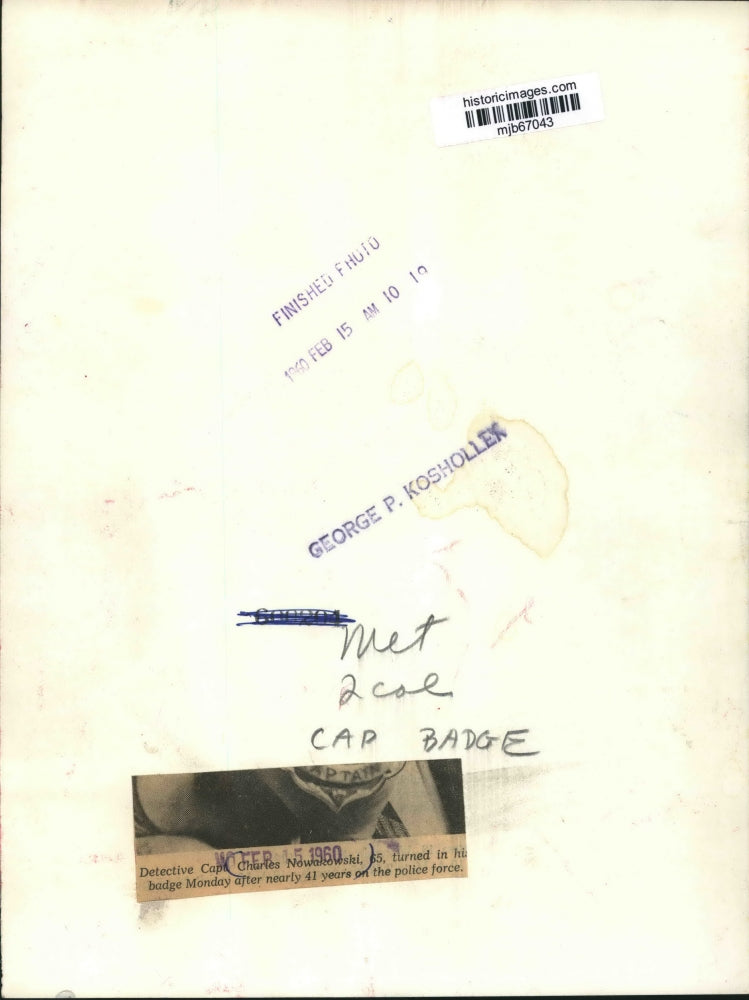 historicimages.com
mjb67043
FINISHED PHOTO
1960 FEB 15 AM 10 19
GEORGE P. KOSHOLLEK
Met
2 col
CAP BADGE
CAPTAIN
FEB 15 1960
Detective Capt. Charles Nowakowski, 65, turned in his
badge Monday after nearly 41 years on the police force.